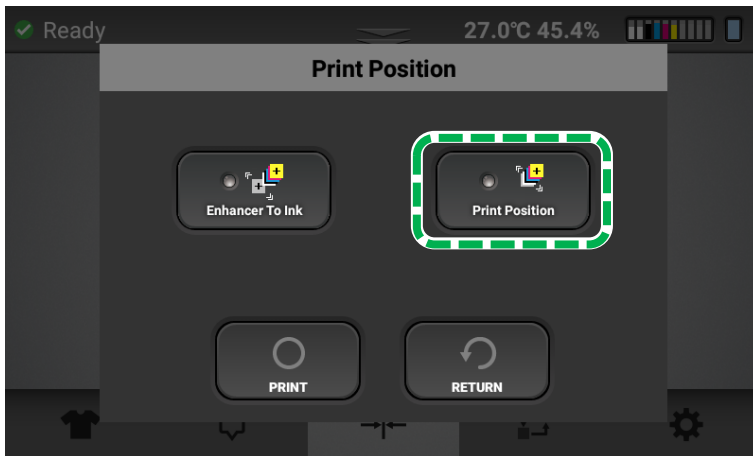 Ready
27.0℃ 45.4%
Print Position
Enhancer To Ink
Print Position
PRINT
RETURN